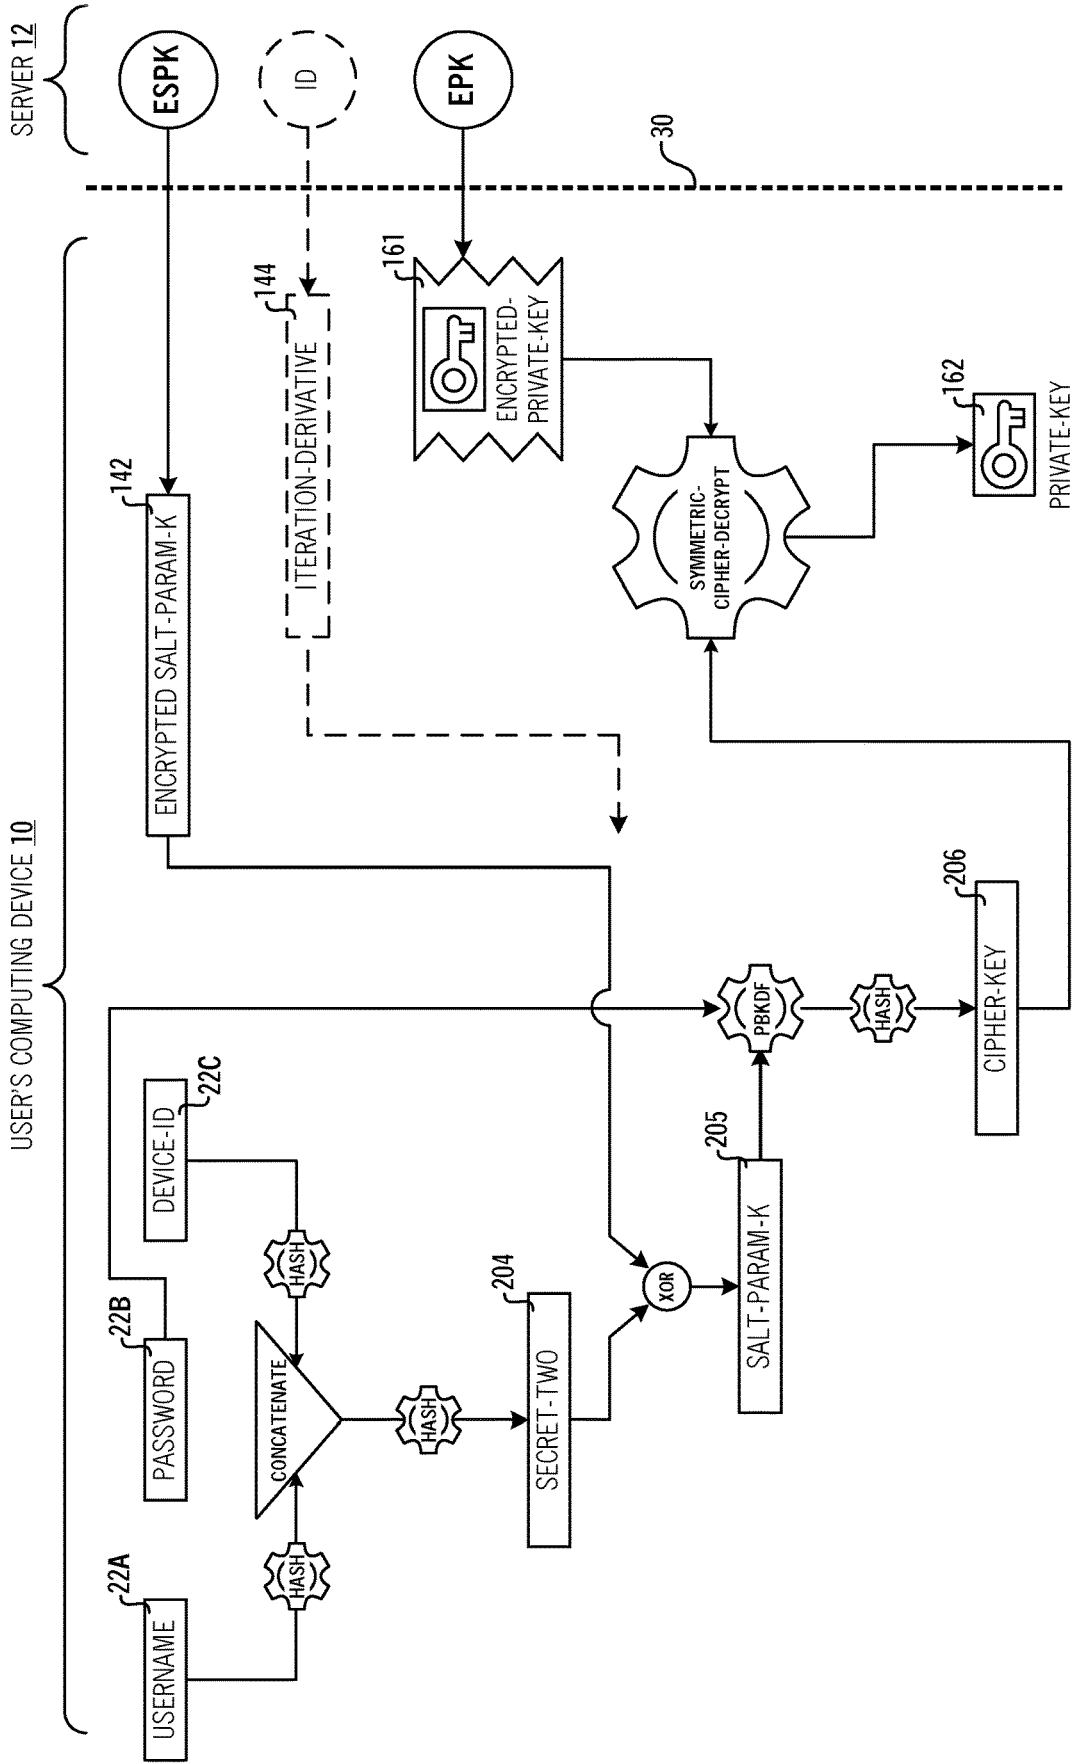 USER'S COMPUTING DEVICE 10
SERVER 12
22A
USERNAME
22B
PASSWORD
22C
DEVICE-ID
142
ENCRYPTED SALT-PARAM-K
ESPK
HASH
CONCATENATE
HASH
144
ITERATION-DERIVATIVE
ID
HASH
161
ENCRYPTED-
PRIVATE-KEY
EPK
204
SECRET-TWO
XOR
30
205
SALT-PARAM-K
PBKDF
SYMMETRIC-
CIPHER-DECRYPT
HASH
206
CIPHER-KEY
162
PRIVATE-KEY